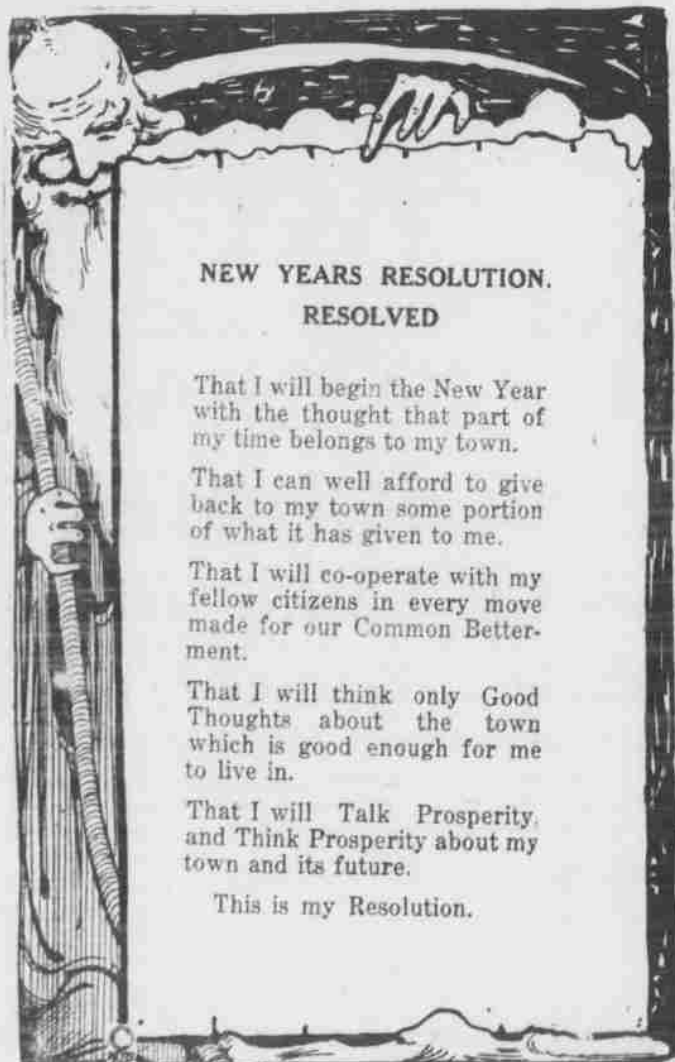 NEW YEARS RESOLUTION.
RESOLVED
That I will begin the New Year
with the thought that part of
my time belongs to my town.
That I can well afford to give
back to my town some portion
of what it has given to me.
That I will co-operate with my
fellow citizens in every move
made for our Common Better-
ment.
That I will think only Good
Thoughts about the town
which is good enough for me
to live in.
That I will Talk Prosperity,
and Think Prosperity about my
town and its future.
This is my Resolution.